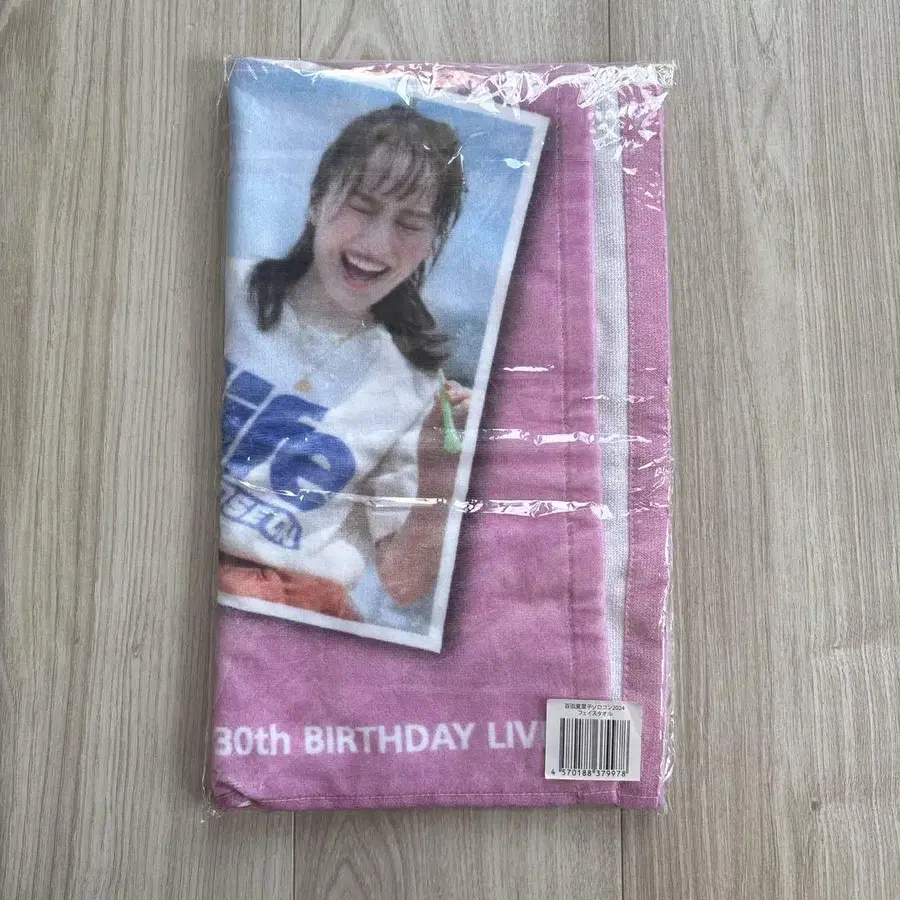 life
30th BIRTHDAY LIV
百田夏菜子ソロコン2024
フェイスタオル
4 570188 379978